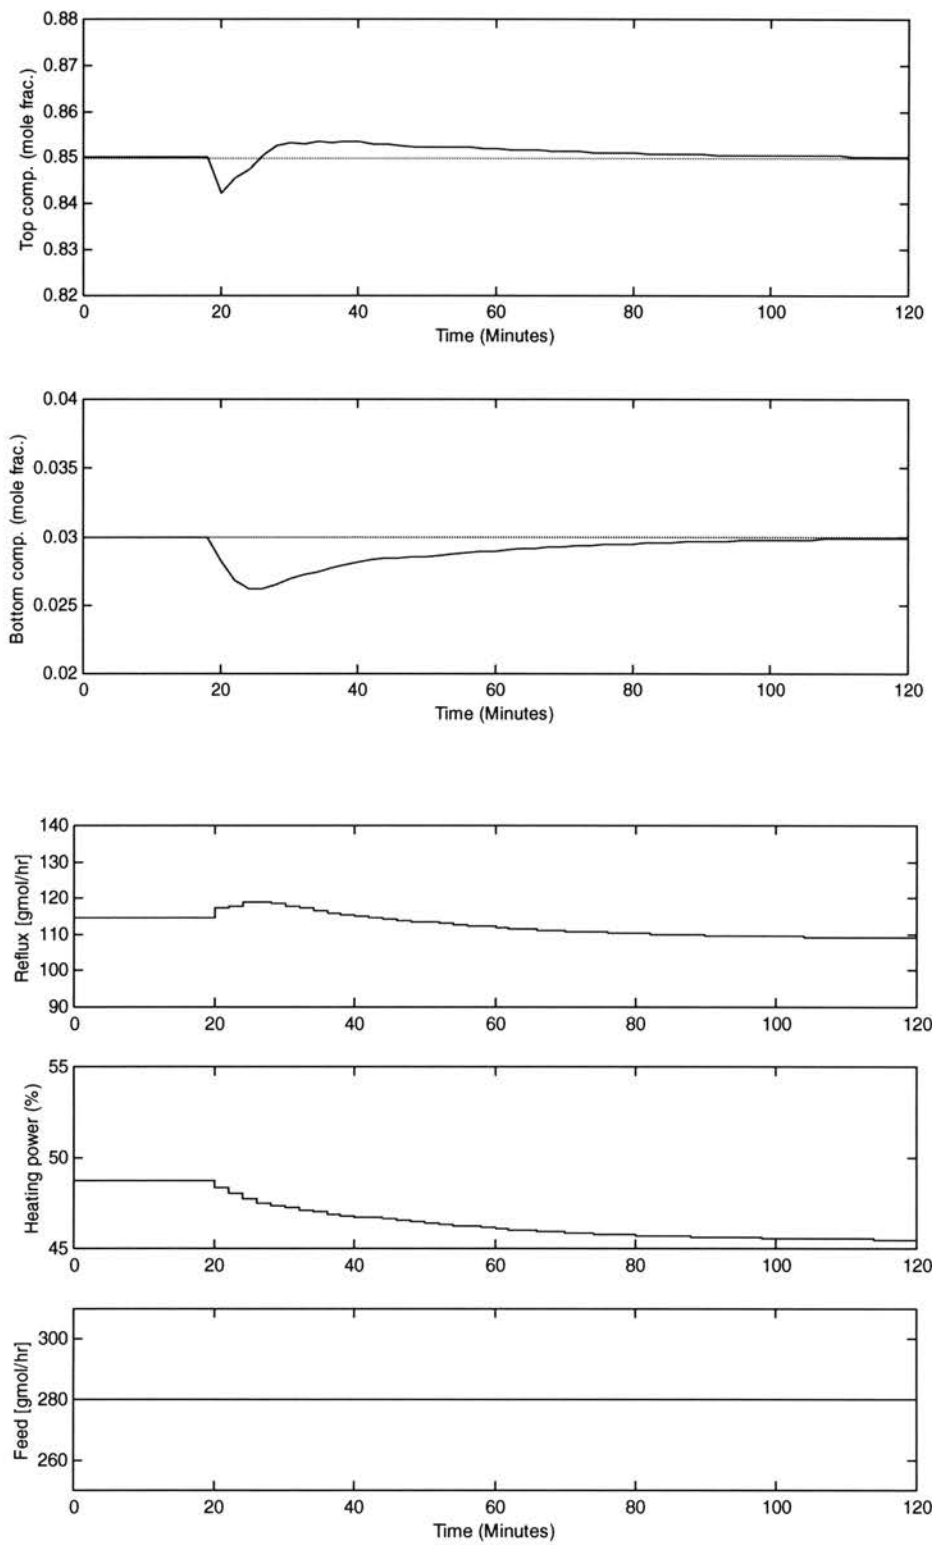 0.88
0.87
0.86
0.85
0.84
0.83
0.82
Top comp. (mole frac.)
0 20 40 60 80 100 120
Time (Minutes)
0.04
0.035
0.03
0.025
0.02
Bottom comp. (mole frac.)
0 20 40 60 80 100 120
Time (Minutes)
140
130
120
110
100
90
Reflux [gmol/hr]
0 20 40 60 80 100 120
55
50
45
Heating power (%)
0 20 40 60 80 100 120
300
280
260
Feed [gmol/hr]
0 20 40 60 80 100 120
Time (Minutes)